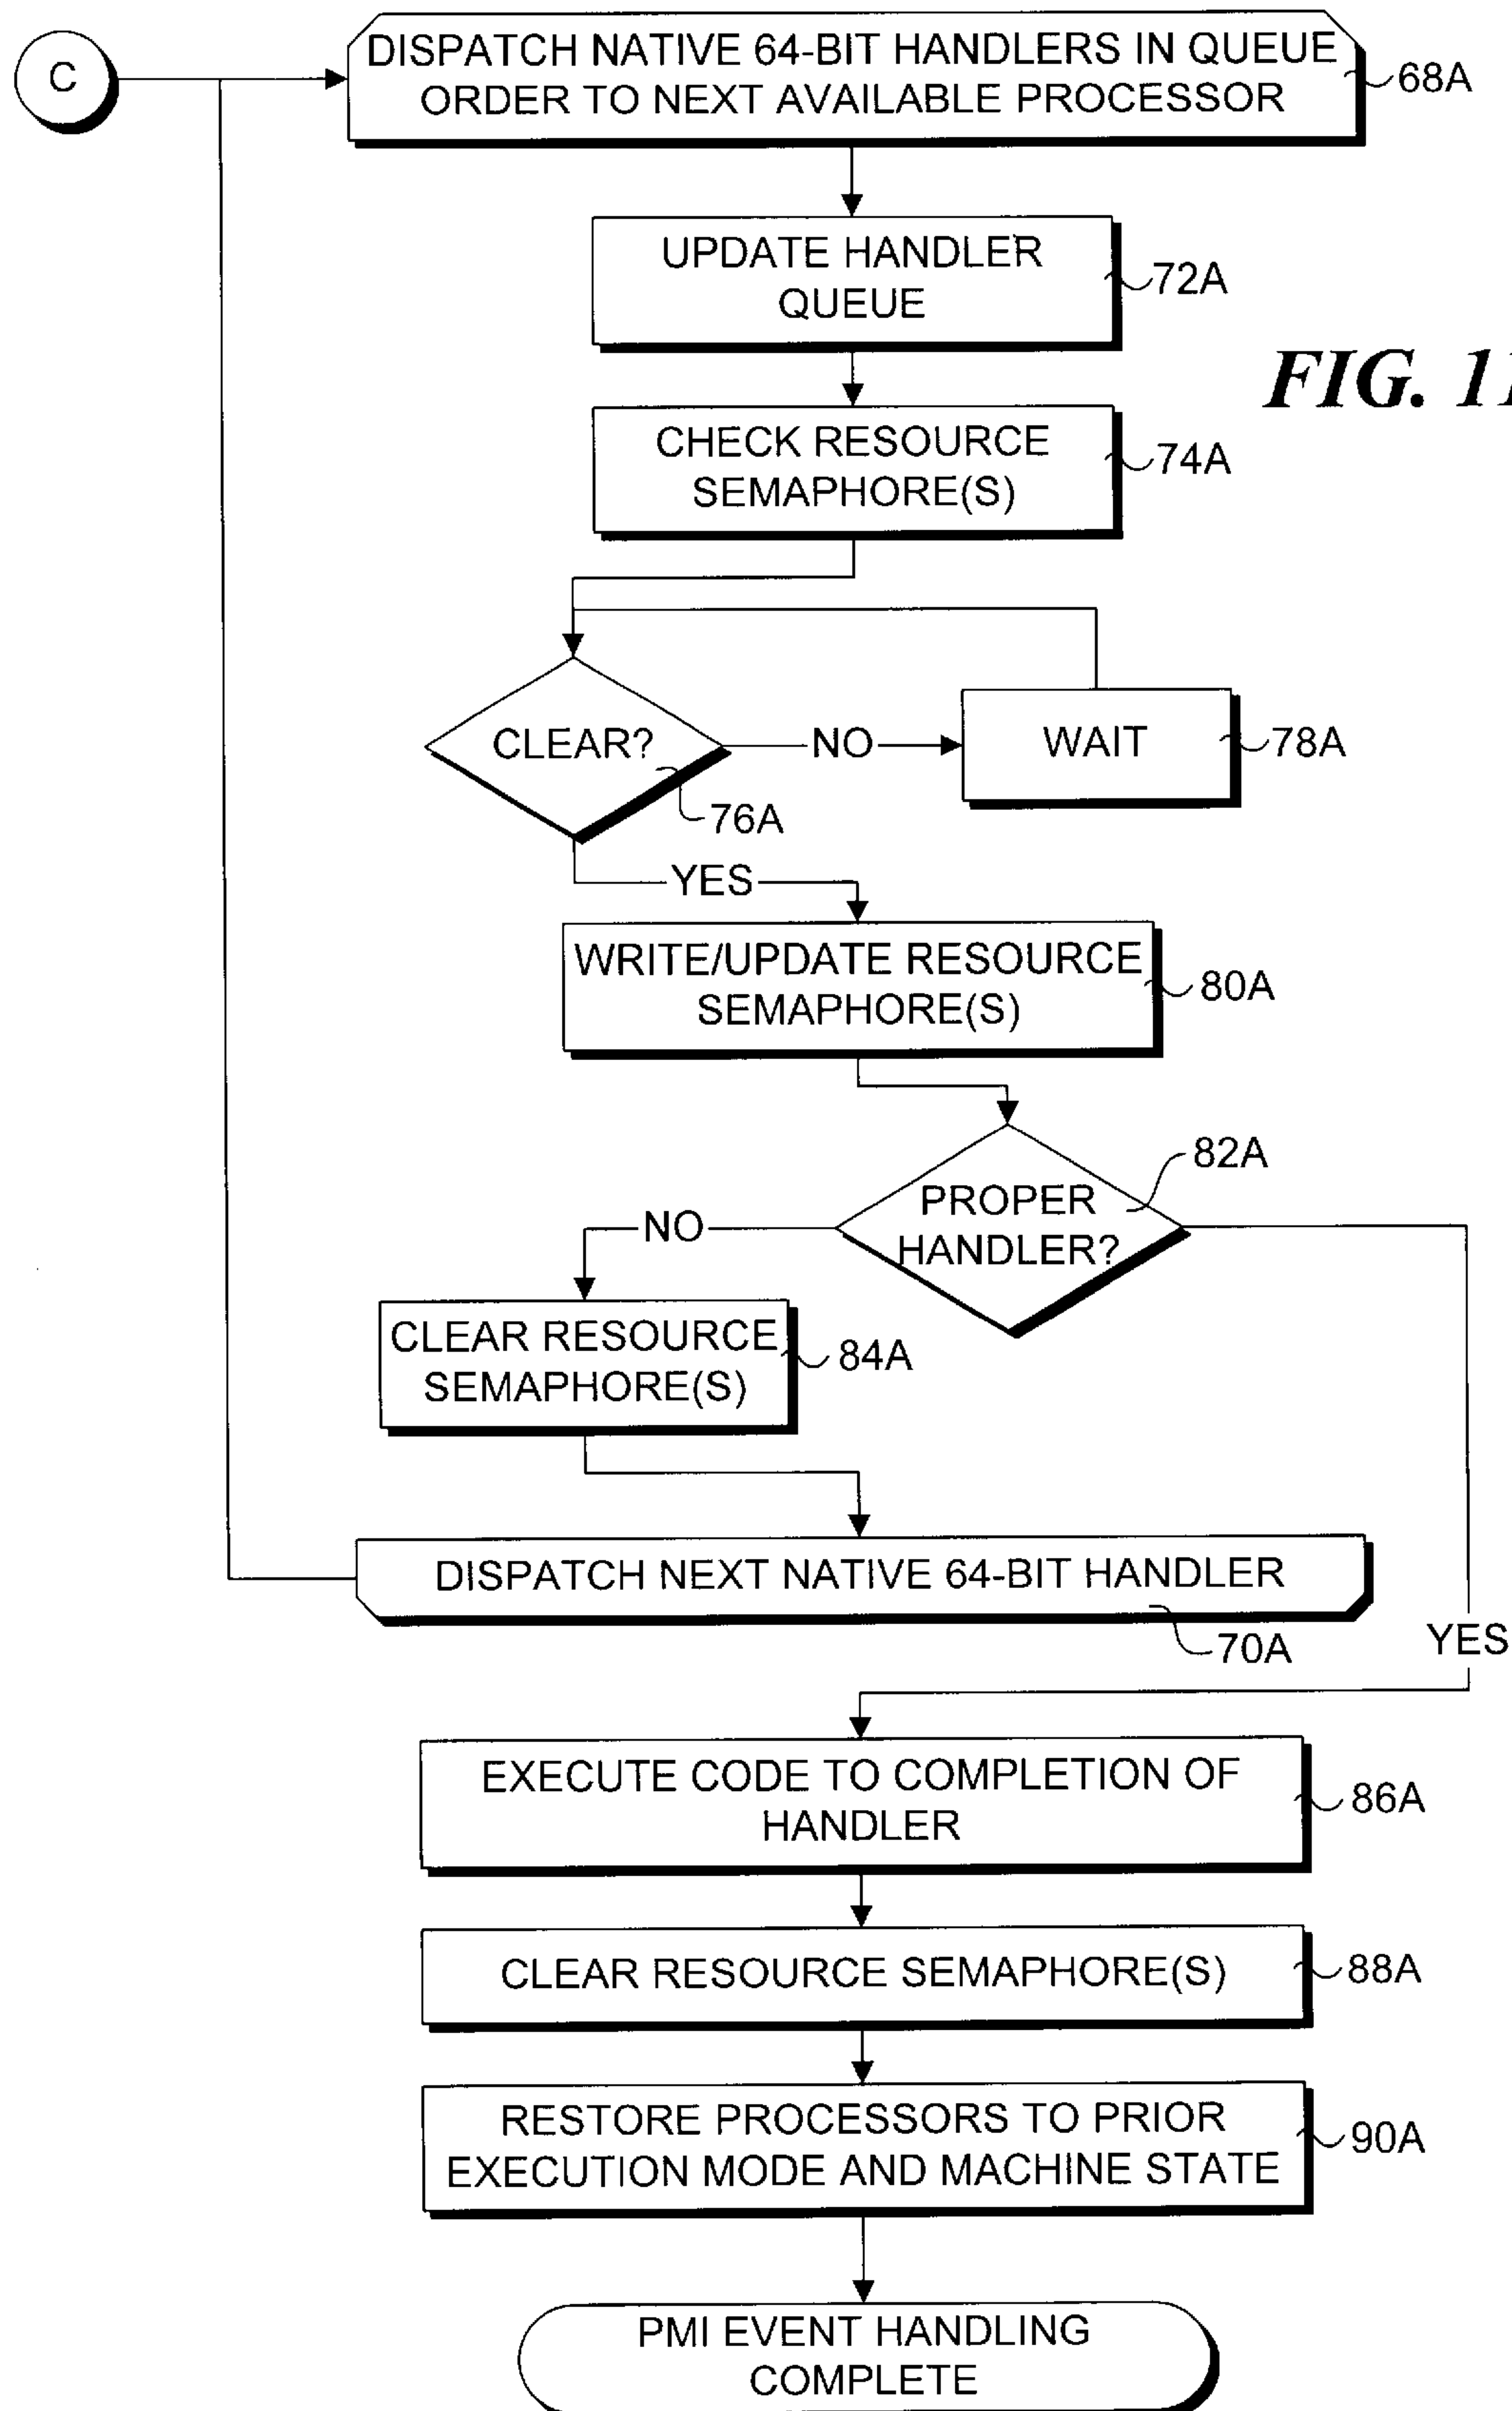 C
DISPATCH NATIVE 64-BIT HANDLERS IN QUEUE
ORDER TO NEXT AVAILABLE PROCESSOR
68A
UPDATE HANDLER
QUEUE
72A
FIG. 11
CHECK RESOURCE
SEMAPHORE(S)
74A
CLEAR?
NO
WAIT
78A
76A
YES
WRITE/UPDATE RESOURCE
SEMAPHORE(S)
80A
82A
PROPER
HANDLER?
NO
CLEAR RESOURCE
SEMAPHORE(S)
84A
DISPATCH NEXT NATIVE 64-BIT HANDLER
70A
YES
EXECUTE CODE TO COMPLETION OF
HANDLER
86A
CLEAR RESOURCE SEMAPHORE(S)
88A
RESTORE PROCESSORS TO PRIOR
EXECUTION MODE AND MACHINE STATE
90A
PMI EVENT HANDLING
COMPLETE